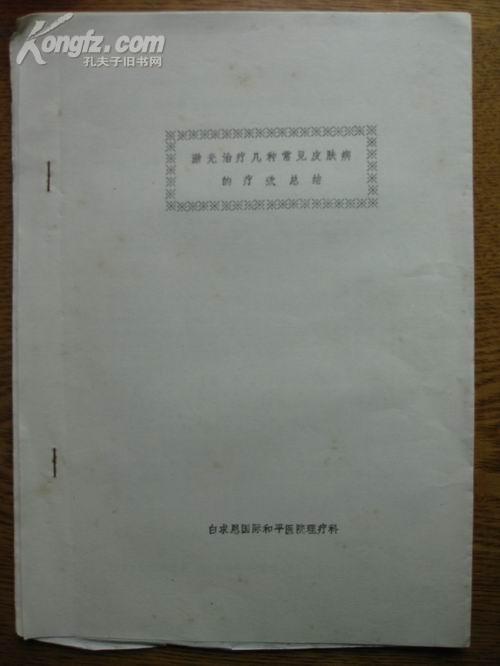 Kongfz.com
孔夫子旧书网
激光治疗几种常见皮肤病
的疗效总结
白求恩国际和平医院理疗科